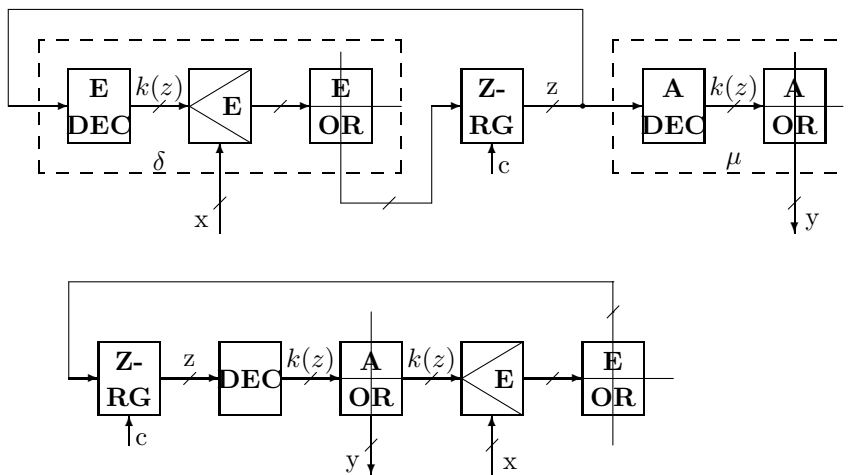 E DEC
k(z)
E
E OR
Z- RG
z
A DEC
k(z)
A OR
δ
μ
c
x
y
Z- RG
z
DEC
k(z)
A OR
k(z)
E
E OR
c
y
x